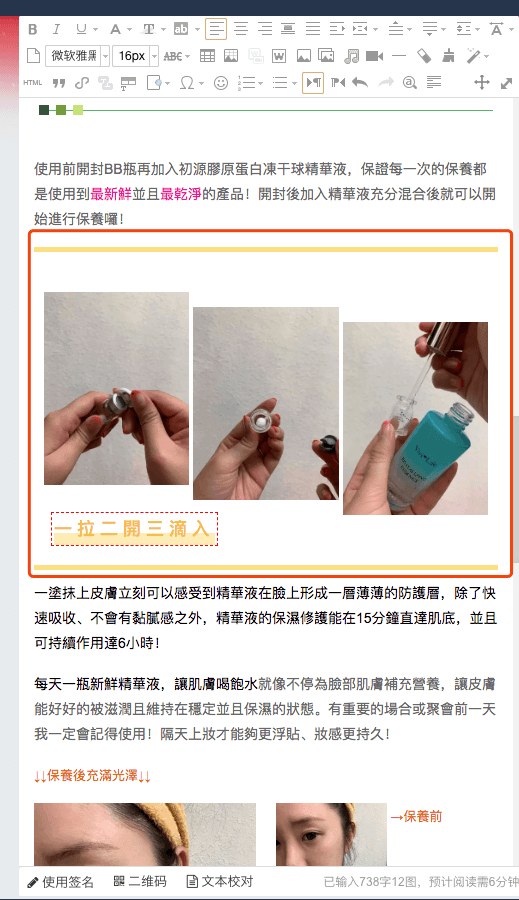 微软雅黑
16px
ABC
HTML
使用前開封BB瓶再加入初源膠原蛋白凍干球精華液，保證每一次的保養都
是使用到最新鮮並且最乾淨的產品！開封後加入精華液充分混合後就可以開
始進行保養囉！
一拉二開三滴入
一塗抹上皮膚立刻可以感受到精華液在臉上形成一層薄薄的防護層，除了快
速吸收、不會有黏膩感之外，精華液的保濕修護能在15分鐘直達肌底，並且
可持續作用達6小時！
每天一瓶新鮮精華液，讓肌膚喝飽水就像不停為臉部肌膚補充營養，讓皮膚
能好好的被滋潤且維持在穩定並且保濕的狀態。有重要的場合或聚會前一天
我一定會記得使用！隔天上妝才能夠更浮貼、妝感更持久！
↓↓保養後充滿光澤↓↓
→保養前
使用签名
二维码
文本校对
已输入738字12图，预计阅读需6分钟